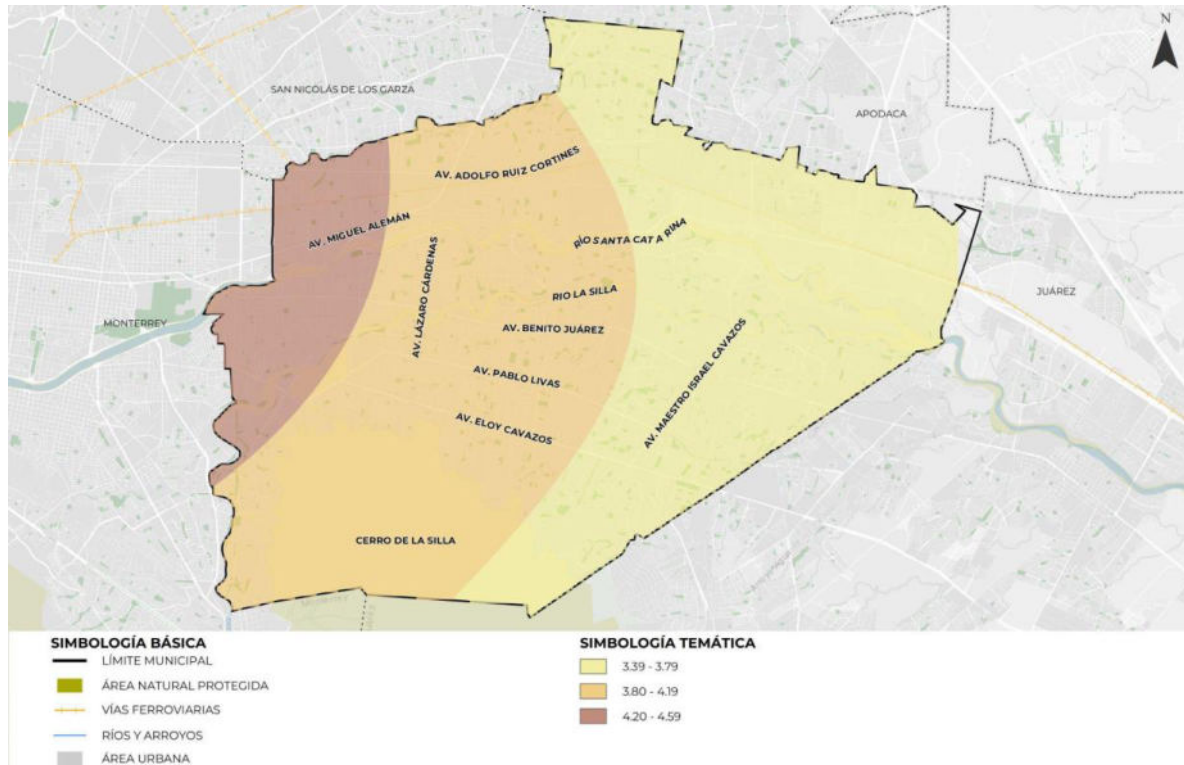 N
SAN NICOLÁS DE LOS GARZA
APODACA
AV. ADOLFO RUIZ CORTINES
AV. MIGUEL ALEMÁN
RÍO SANTA CATARINA
AV. LÁZARO CÁRDENAS
RIO LA SILLA
JUÁREZ
MONTERREY
AV. BENITO JUÁREZ
AV. PABLO LIVAS
AV. MAESTRO ISRAEL CAVAZOS
AV. ELOY CAVAZOS
CERRO DE LA SILLA
Monterrey
SIMBOLOGÍA BÁSICA
LÍMITE MUNICIPAL
ÁREA NATURAL PROTEGIDA
VÍAS FERROVIARIAS
RÍOS Y ARROYOS
ÁREA URBANA
SIMBOLOGÍA TEMÁTICA
3.39 - 3.79
3.80 - 4.19
4.20 - 4.59